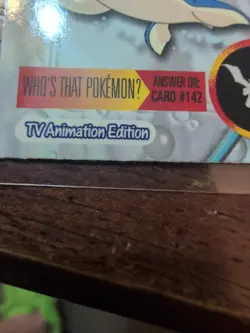 WHO'S THAT POKÉMON?
ANSWER ON:
CARD #142
TV Animation Edition